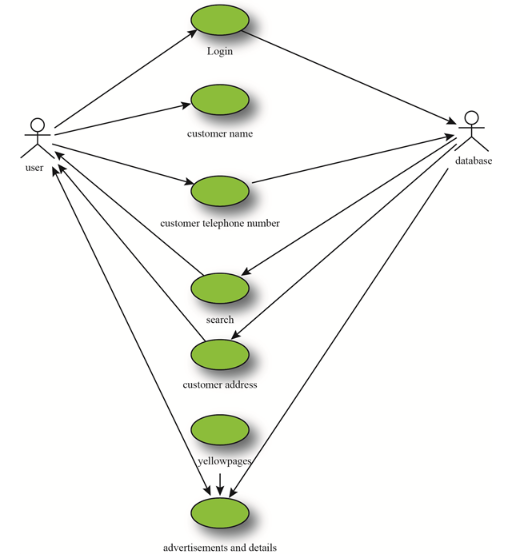 Login
customer name
user
database
customer telephone number
search
customer address
yellowpages
advertisements and details